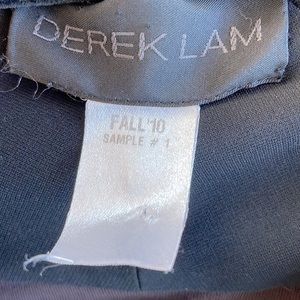 DEREK LAM
FALL'10
SAMPLE # 1